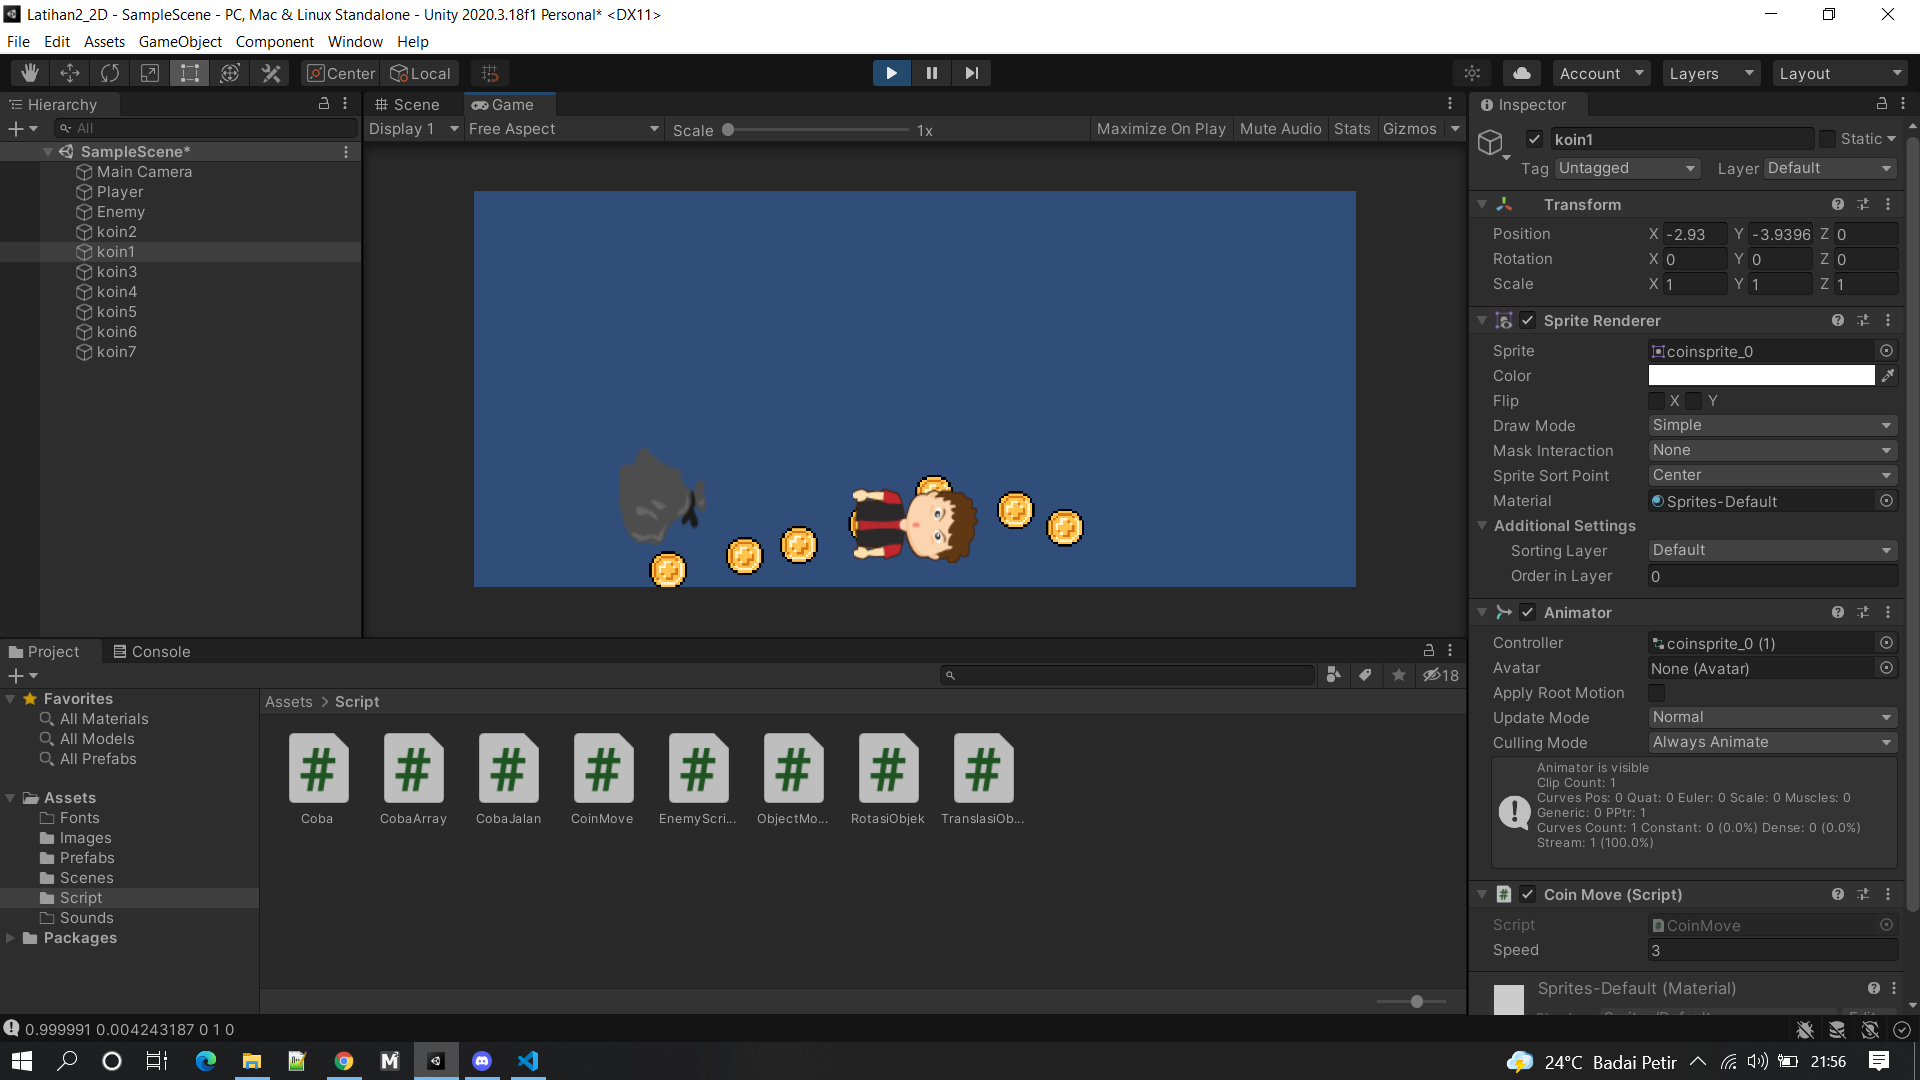 Latihan2_2D - SampleScene - PC, Mac & Linux Standalone - Unity 2020.3.18f1 Personal* <DX11>
File Edit Assets GameObject Component Window Help
Center Local Account Layers Layout
Hierarchy
All
SampleScene*
Main Camera
Player
Enemy
koin2
koin1
koin3
koin4
koin5
koin6
koin7
Scene Game
Display 1 Free Aspect Scale 1x Maximize On Play Mute Audio Stats Gizmos
Inspector
koin1 Static
Tag Untagged Layer Default
Transform
Position X -2.93 Y -3.9396 Z 0
Rotation X 0 Y 0 Z 0
Scale X 1 Y 1 Z 1
Sprite Renderer
Sprite coinsprite_0
Color
Flip X Y
Draw Mode Simple
Mask Interaction None
Sprite Sort Point Center
Material Sprites-Default
Additional Settings
Sorting Layer Default
Order in Layer 0
Animator
Controller coinsprite_0 (1)
Avatar None (Avatar)
Apply Root Motion
Update Mode Normal
Culling Mode Always Animate
Animator is visible
Clip Count: 1
Curves Pos: 0 Quat: 0 Euler: 0 Scale: 0 Muscles: 0
Generic: 0 PPtr: 1
Curves Count: 1 Constant: 0 (0.0%) Dense: 0 (0.0%)
Stream: 1 (100.0%)
Coin Move (Script)
Script CoinMove
Speed 3
Sprites-Default (Material)
Project Console
18
Favorites
All Materials
All Models
All Prefabs
Assets
Fonts
Images
Prefabs
Scenes
Script
Sounds
Packages
Assets > Script
Coba CobaArray CobaJalan CoinMove EnemyScri... ObjectMo... RotasiObjek TranslasiOb...
0.999991 0.004243187 0 1 0
24°C Badai Petir 21:56